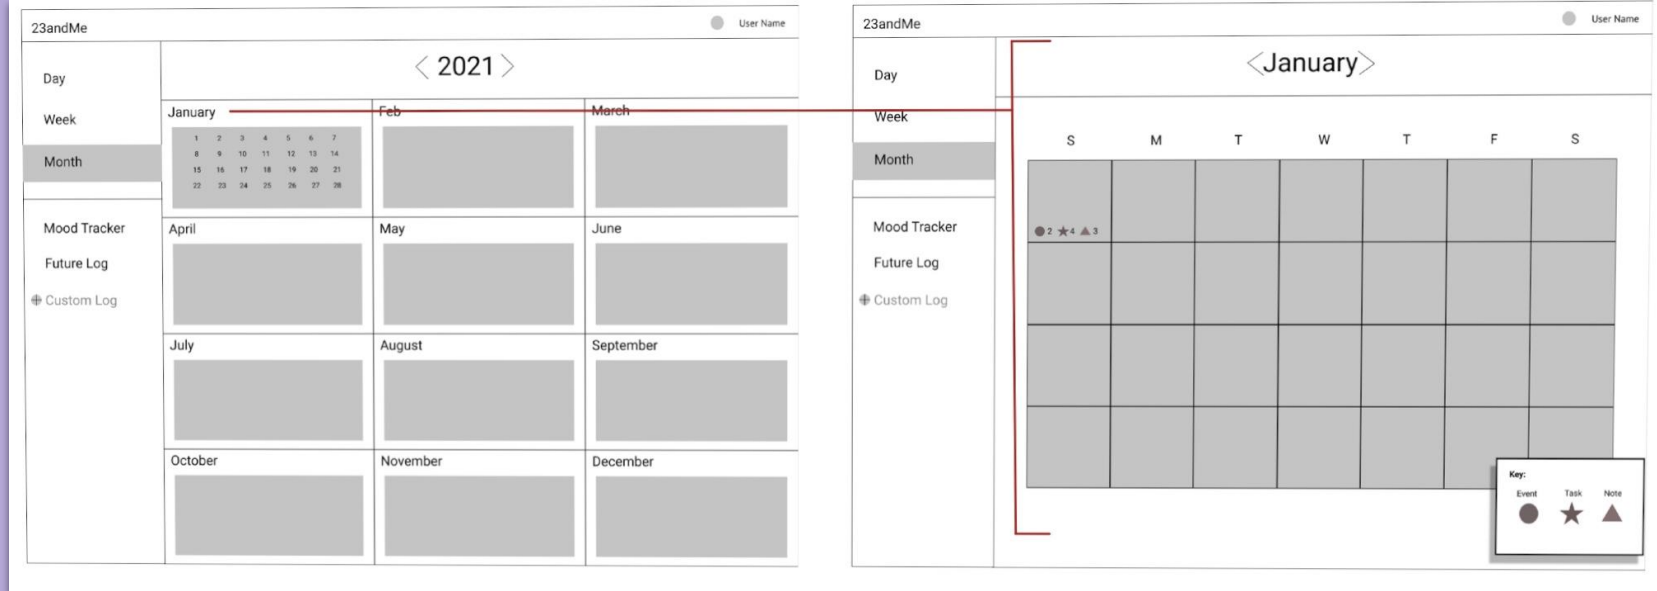 23andMe
User Name
< 2021 >
Day
Week
Month
Mood Tracker
Future Log
Custom Log
January
Feb
March
1 2 3 4 5 6 7
8 9 10 11 12 13 14
15 16 17 18 19 20 21
22 23 24 25 26 27 28
April
May
June
July
August
September
October
November
December
23andMe
User Name
<January>
Day
Week
Month
Mood Tracker
Future Log
Custom Log
S M T W T F S
2 4 3
Key:
Event Task Note